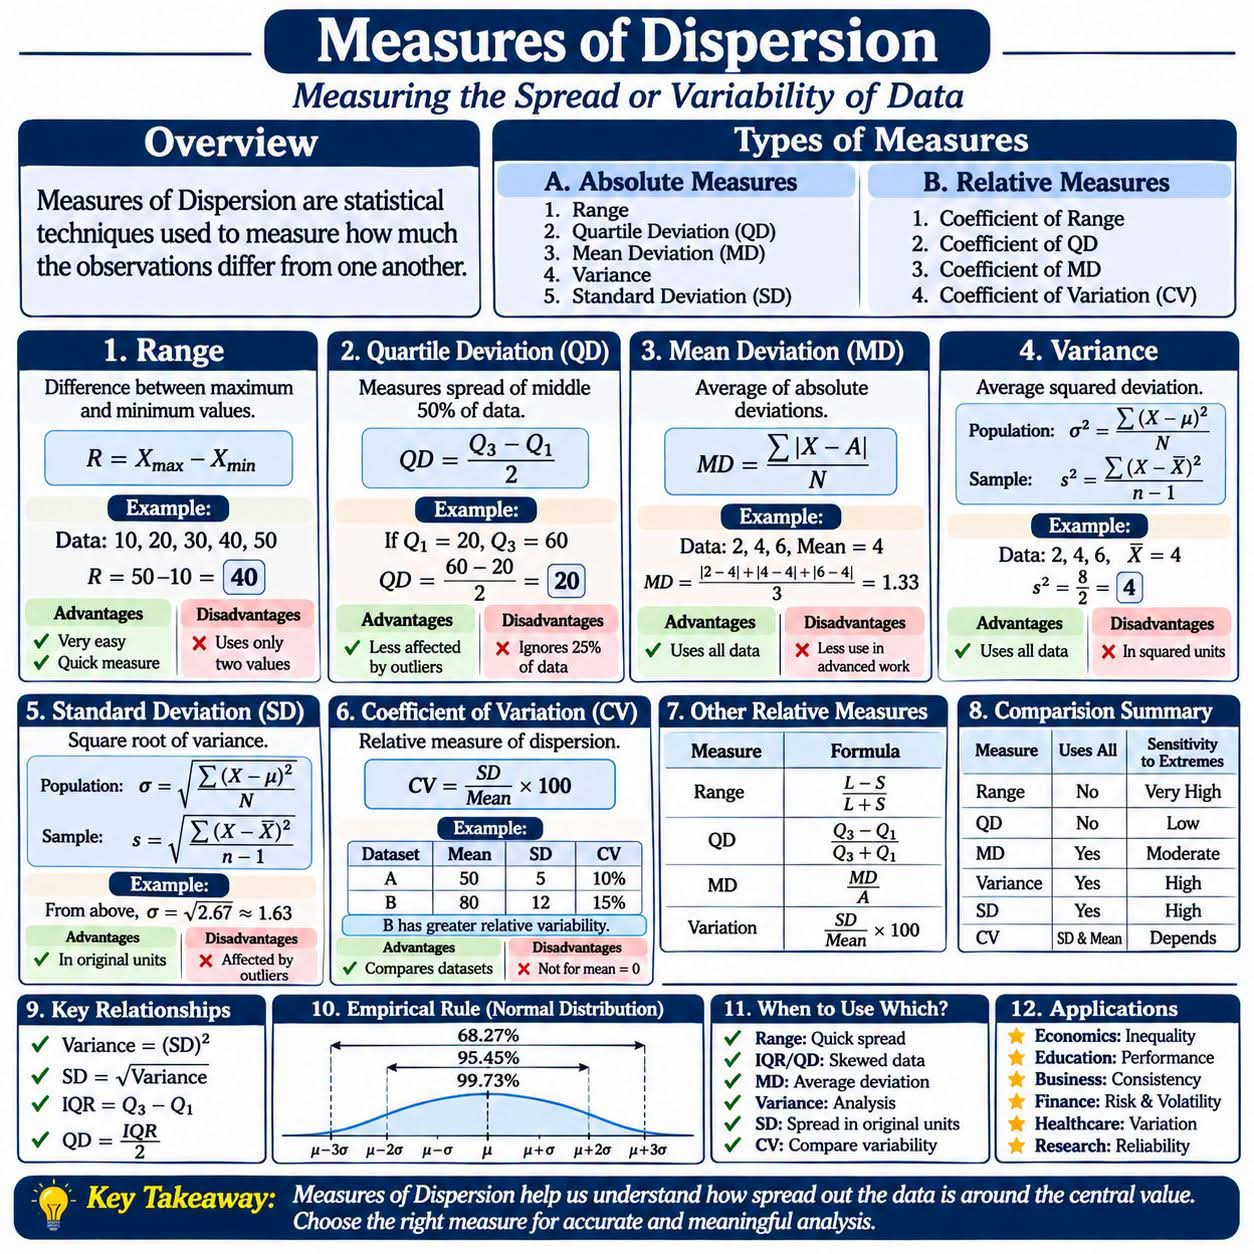 Measures of Dispersion
Measuring the Spread or Variability of Data
Overview
Measures of Dispersion are statistical
techniques used to measure how much
the observations differ from one another.
Types of Measures
A. Absolute Measures
1. Range
2. Quartile Deviation (QD)
3. Mean Deviation (MD)
4. Variance
5. Standard Deviation (SD)
B. Relative Measures
1. Coefficient of Range
2. Coefficient of QD
3. Coefficient of MD
4. Coefficient of Variation (CV)
1. Range
Difference between maximum
and minimum values.
R = Xmax − Xmin
Example:
Data: 10, 20, 30, 40, 50
R = 50−10 = 40
Advantages
✓ Very easy
✓ Quick measure
Disadvantages
✗ Uses only
two values
2. Quartile Deviation (QD)
Measures spread of middle
50% of data.
QD = (Q₃ − Q₁) / 2
Example:
If Q₁ = 20, Q₃ = 60
QD = (60 − 20) / 2 = 20
Advantages
✓ Less affected
by outliers
Disadvantages
✗ Ignores 25%
of data
3. Mean Deviation (MD)
Average of absolute
deviations.
MD = ∑ |X − A| / N
Example:
Data: 2, 4, 6, Mean = 4
MD = (|2−4|+|4−4|+|6−4|) / 3 = 1.33
Advantages
✓ Uses all data
Disadvantages
✗ Less use in
advanced work
4. Variance
Average squared deviation.
Population: σ² = ∑ (X − μ)² / N
Sample: s² = ∑ (X − X̄)² / (n − 1)
Example:
Data: 2, 4, 6, X̄ = 4
s² = 8/2 = 4
Advantages
✓ Uses all data
Disadvantages
✗ In squared units
5. Standard Deviation (SD)
Square root of variance.
Population: σ = √(∑ (X − μ)² / N)
Sample: s = √(∑ (X − X̄)² / (n − 1))
Example:
From above, σ = √2.67 ≈ 1.63
Advantages
✓ In original units
Disadvantages
✗ Affected by
outliers
6. Coefficient of Variation (CV)
Relative measure of dispersion.
CV = SD / Mean × 100
Example:
Dataset Mean SD CV
A 50 5 10%
B 80 12 15%
B has greater relative variability.
Advantages
✓ Compares datasets
Disadvantages
✗ Not for mean = 0
7. Other Relative Measures
Measure Formula
Range (L − S) / (L + S)
QD (Q₃ − Q₁) / (Q₃ + Q₁)
MD MD / A
Variation SD / Mean × 100
8. Comparision Summary
Measure Uses All Sensitivity
to Extremes
Range No Very High
QD No Low
MD Yes Moderate
Variance Yes High
SD Yes High
CV SD & Mean Depends
9. Key Relationships
✓ Variance = (SD)²
✓ SD = √Variance
✓ IQR = Q₃ − Q₁
✓ QD = IQR / 2
10. Empirical Rule (Normal Distribution)
68.27%
95.45%
99.73%
μ−3σ μ−2σ μ−σ μ μ+σ μ+2σ μ+3σ
11. When to Use Which?
✓ Range: Quick spread
✓ IQR/QD: Skewed data
✓ MD: Average deviation
✓ Variance: Analysis
✓ SD: Spread in original units
✓ CV: Compare variability
12. Applications
Economics: Inequality
Education: Performance
Business: Consistency
Finance: Risk & Volatility
Healthcare: Variation
Research: Reliability
Key Takeaway: Measures of Dispersion help us understand how spread out the data is around the central value.
Choose the right measure for accurate and meaningful analysis.